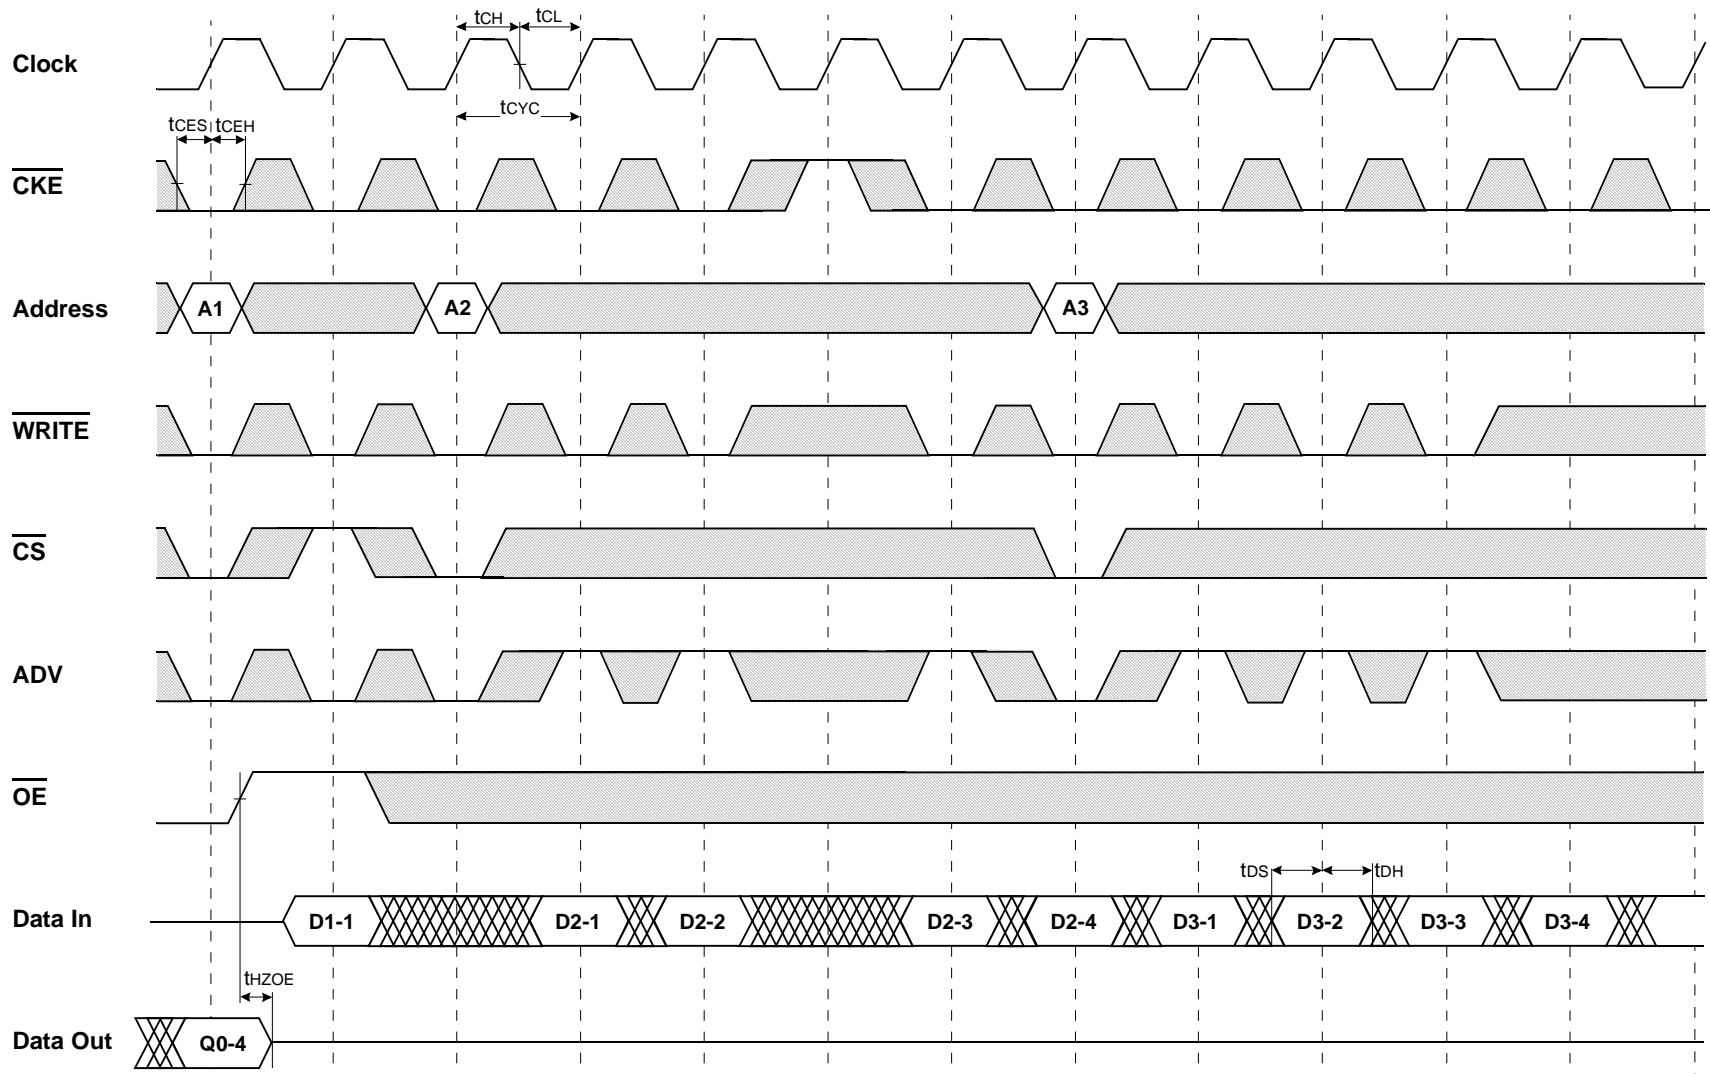 tCH tCL
Clock
tCYC
tCES tCEH
CKE
Address A1 A2 A3
WRITE
CS
ADV
OE
tDS tDH
Data In D1-1 D2-1 D2-2 D2-3 D2-4 D3-1 D3-2 D3-3 D3-4
tHZOE
Data Out Q0-4